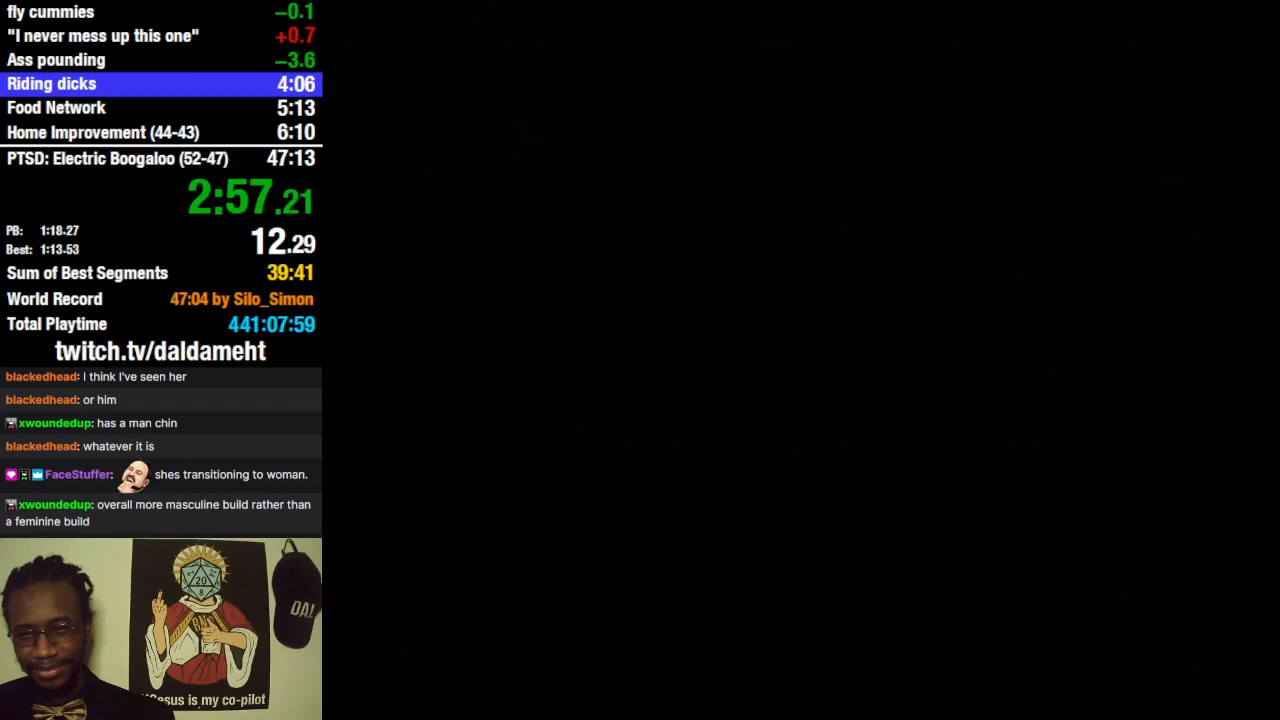 fly cummies −0.1
"I never mess up this one" +0.7
Ass pounding −3.6
Riding dicks 4:06
Food Network 5:13
Home Improvement (44-43) 6:10
PTSD: Electric Boogaloo (52-47) 47:13
2:57.21
PB: 1:18.27
Best: 1:13.53
12.29
Sum of Best Segments 39:41
World Record 47:04 by Silo_Simon
Total Playtime 441:07:59
twitch.tv/daldameht
blackedhead: I think I've seen her
blackedhead: or him
xwoundedup: has a man chin
blackedhead: whatever it is
FaceStuffer: shes transitioning to woman.
xwoundedup: overall more masculine build rather than
a feminine build
20
8
DAL
is my co-pilot